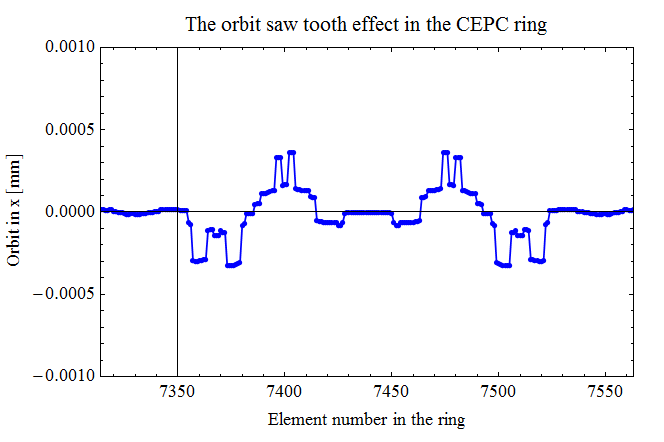 The orbit saw tooth effect in the CEPC ring
0.0010
0.0005
0.0000
−0.0005
−0.0010
Orbit in x [mm]
7350 7400 7450 7500 7550
Element number in the ring